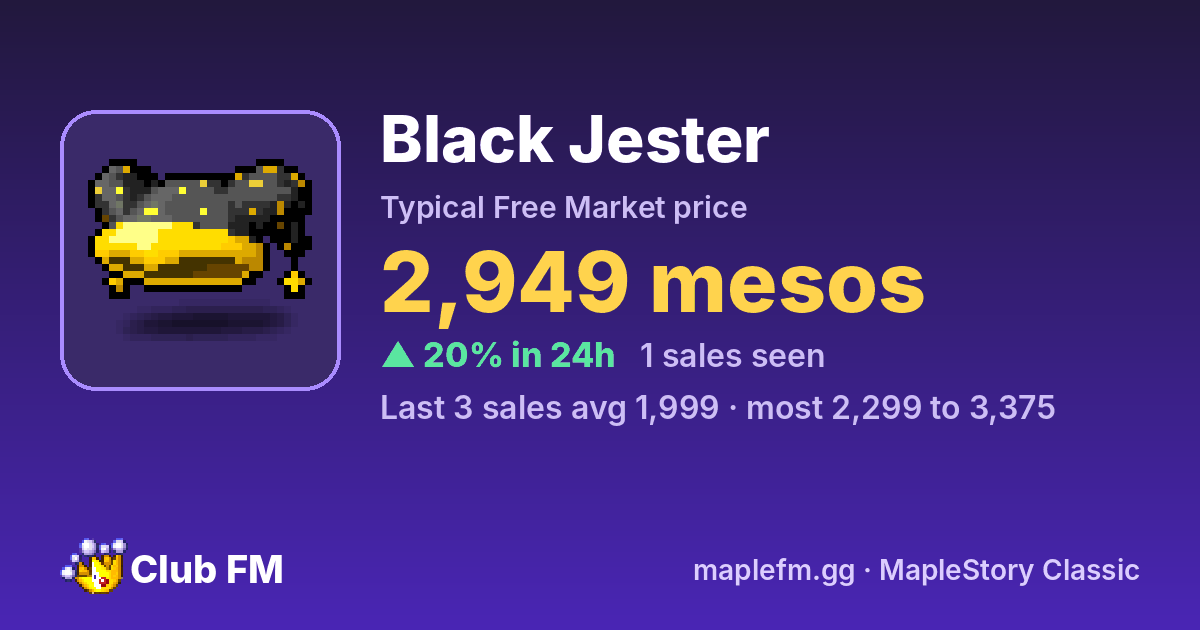 Black Jester
Typical Free Market price
2,949 mesos
▲ 20% in 24h 1 sales seen
Last 3 sales avg 1,999 · most 2,299 to 3,375
Club FM
maplefm.gg · MapleStory Classic